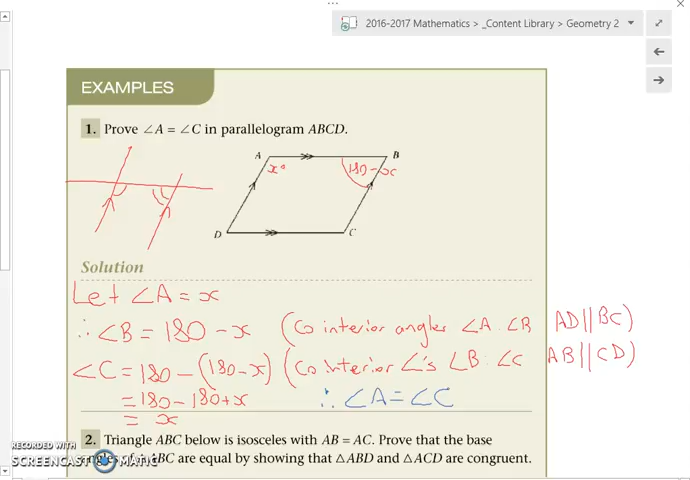 2016-2017 Mathematics > _Content Library > Geometry 2
EXAMPLES
1. Prove ∠A = ∠C in parallelogram ABCD.
A
B
x°
180-x
D
C
Solution
Let ∠A = x
∴ ∠B = 180 - x (Co interior angles ∠A · ∠B AD || BC)
∠C = 180 - (180-x) (Co interior ∠'s ∠B · ∠C AB || CD)
= 180 - 180 + x ∴ ∠A = ∠C
= x
RECORDED WITH
SCREENCAST MATIC
2. Triangle ABC below is isosceles with AB = AC. Prove that the base
ABC are equal by showing that △ABD and △ACD are congruent.